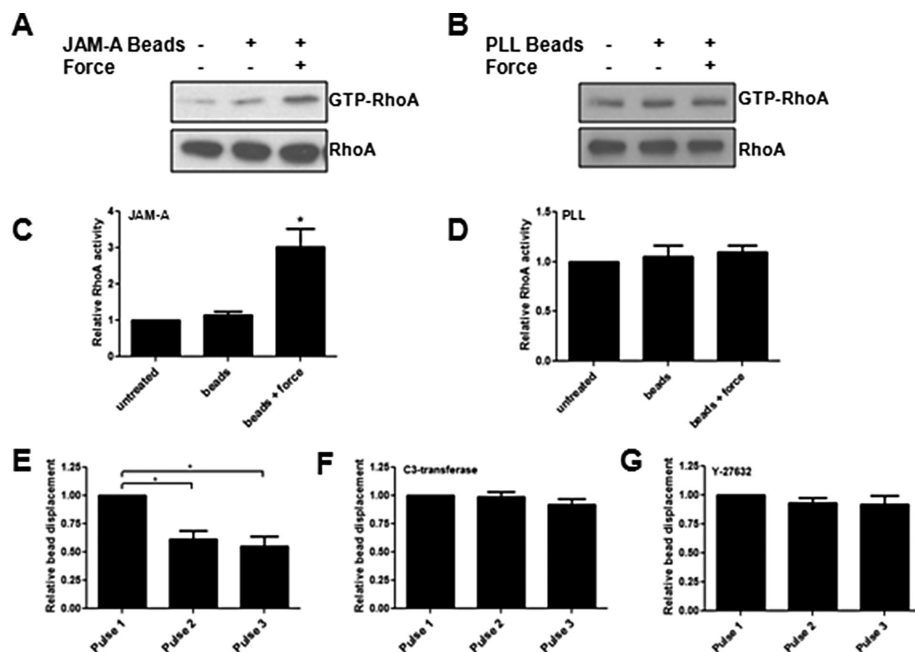 A
JAM-A Beads - + +
Force - - +
GTP-RhoA
RhoA
B
PLL Beads - + +
Force - - +
GTP-RhoA
RhoA
C
JAM-A
Relative RhoA activity
4
3
2
1
0
*
untreated
beads
beads + force
D
PLL
Relative RhoA activity
1.5
1.0
0.5
0.0
untreated
beads
beads + force
E
Relative bead displacement
1.25
1.00
0.75
0.50
0.25
0.00
*
*
Pulse 1
Pulse 2
Pulse 3
F
C3-transferase
Relative bead displacement
1.25
1.00
0.75
0.50
0.25
0.00
Pulse 1
Pulse 2
Pulse 3
G
Y-27632
Relative bead displacement
1.25
1.00
0.75
0.50
0.25
0.00
Pulse 1
Pulse 2
Pulse 3